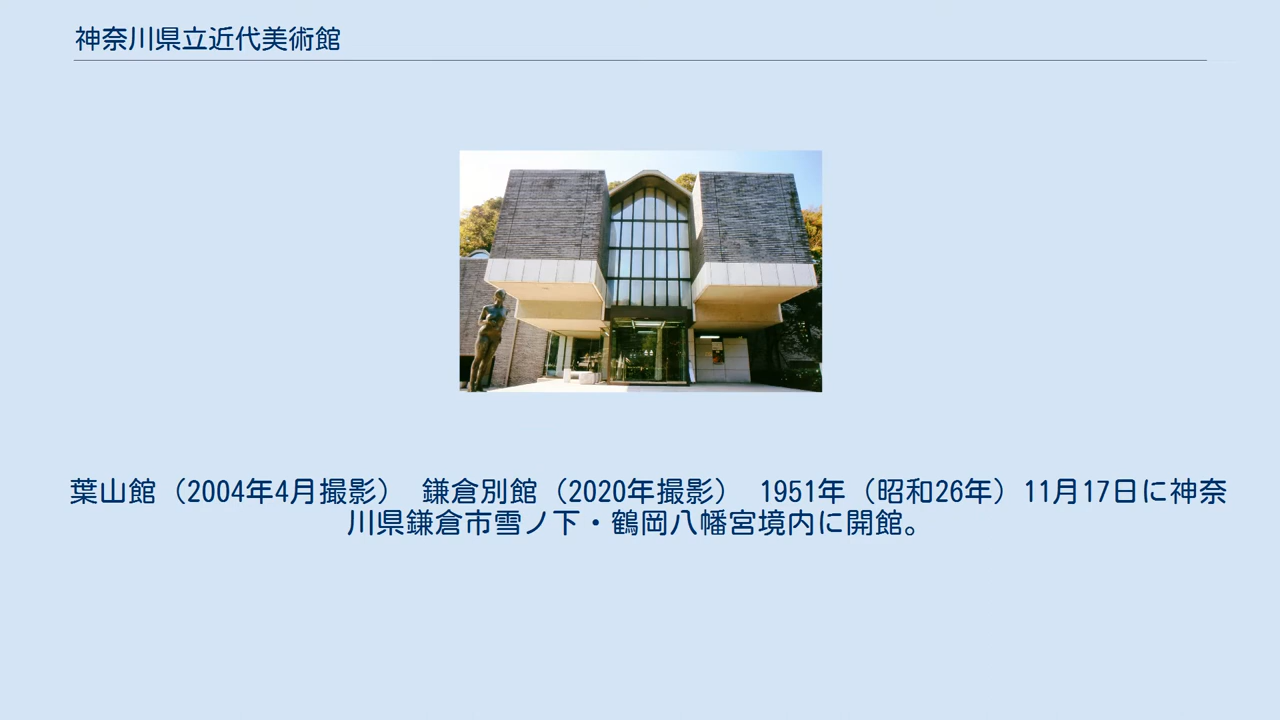 神奈川県立近代美術館
葉山館（2004年4月撮影） 鎌倉別館（2020年撮影） 1951年（昭和26年）11月17日に神奈
川県鎌倉市雪ノ下・鶴岡八幡宮境内に開館。